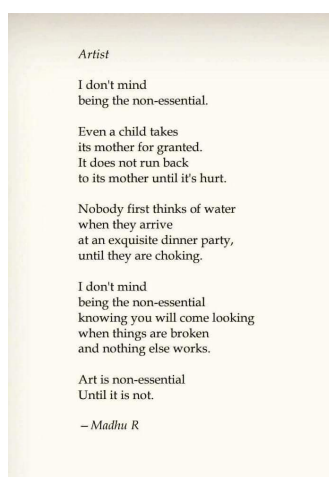 Artist
I don't mind
being the non-essential.
Even a child takes
its mother for granted.
It does not run back
to its mother until it's hurt.
Nobody first thinks of water
when they arrive
at an exquisite dinner party,
until they are choking.
I don't mind
being the non-essential
knowing you will come looking
when things are broken
and nothing else works.
Art is non-essential
Until it is not.
– Madhu R